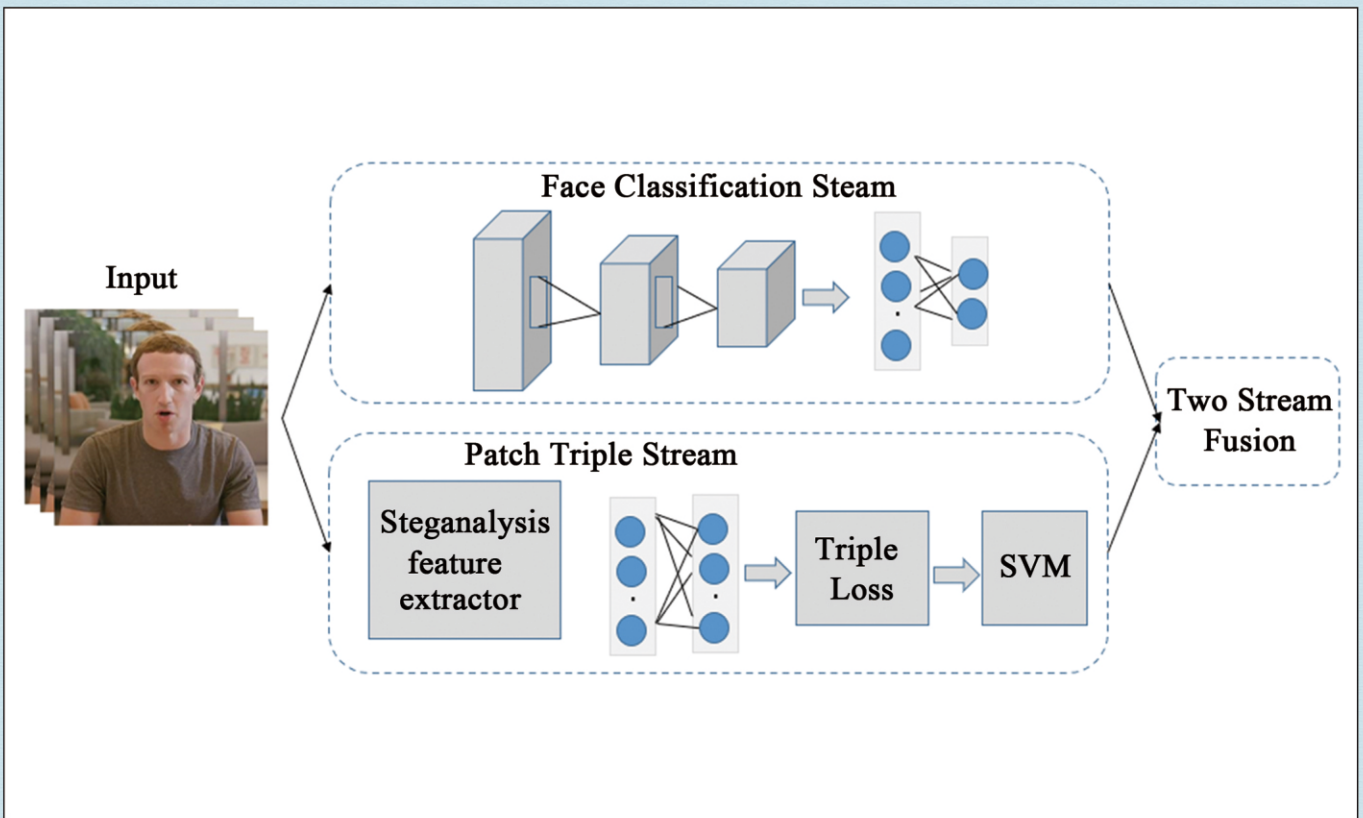 Input
Face Classification Steam
Patch Triple Stream
Steganalysis
feature
extractor
Triple
Loss
SVM
Two Stream
Fusion